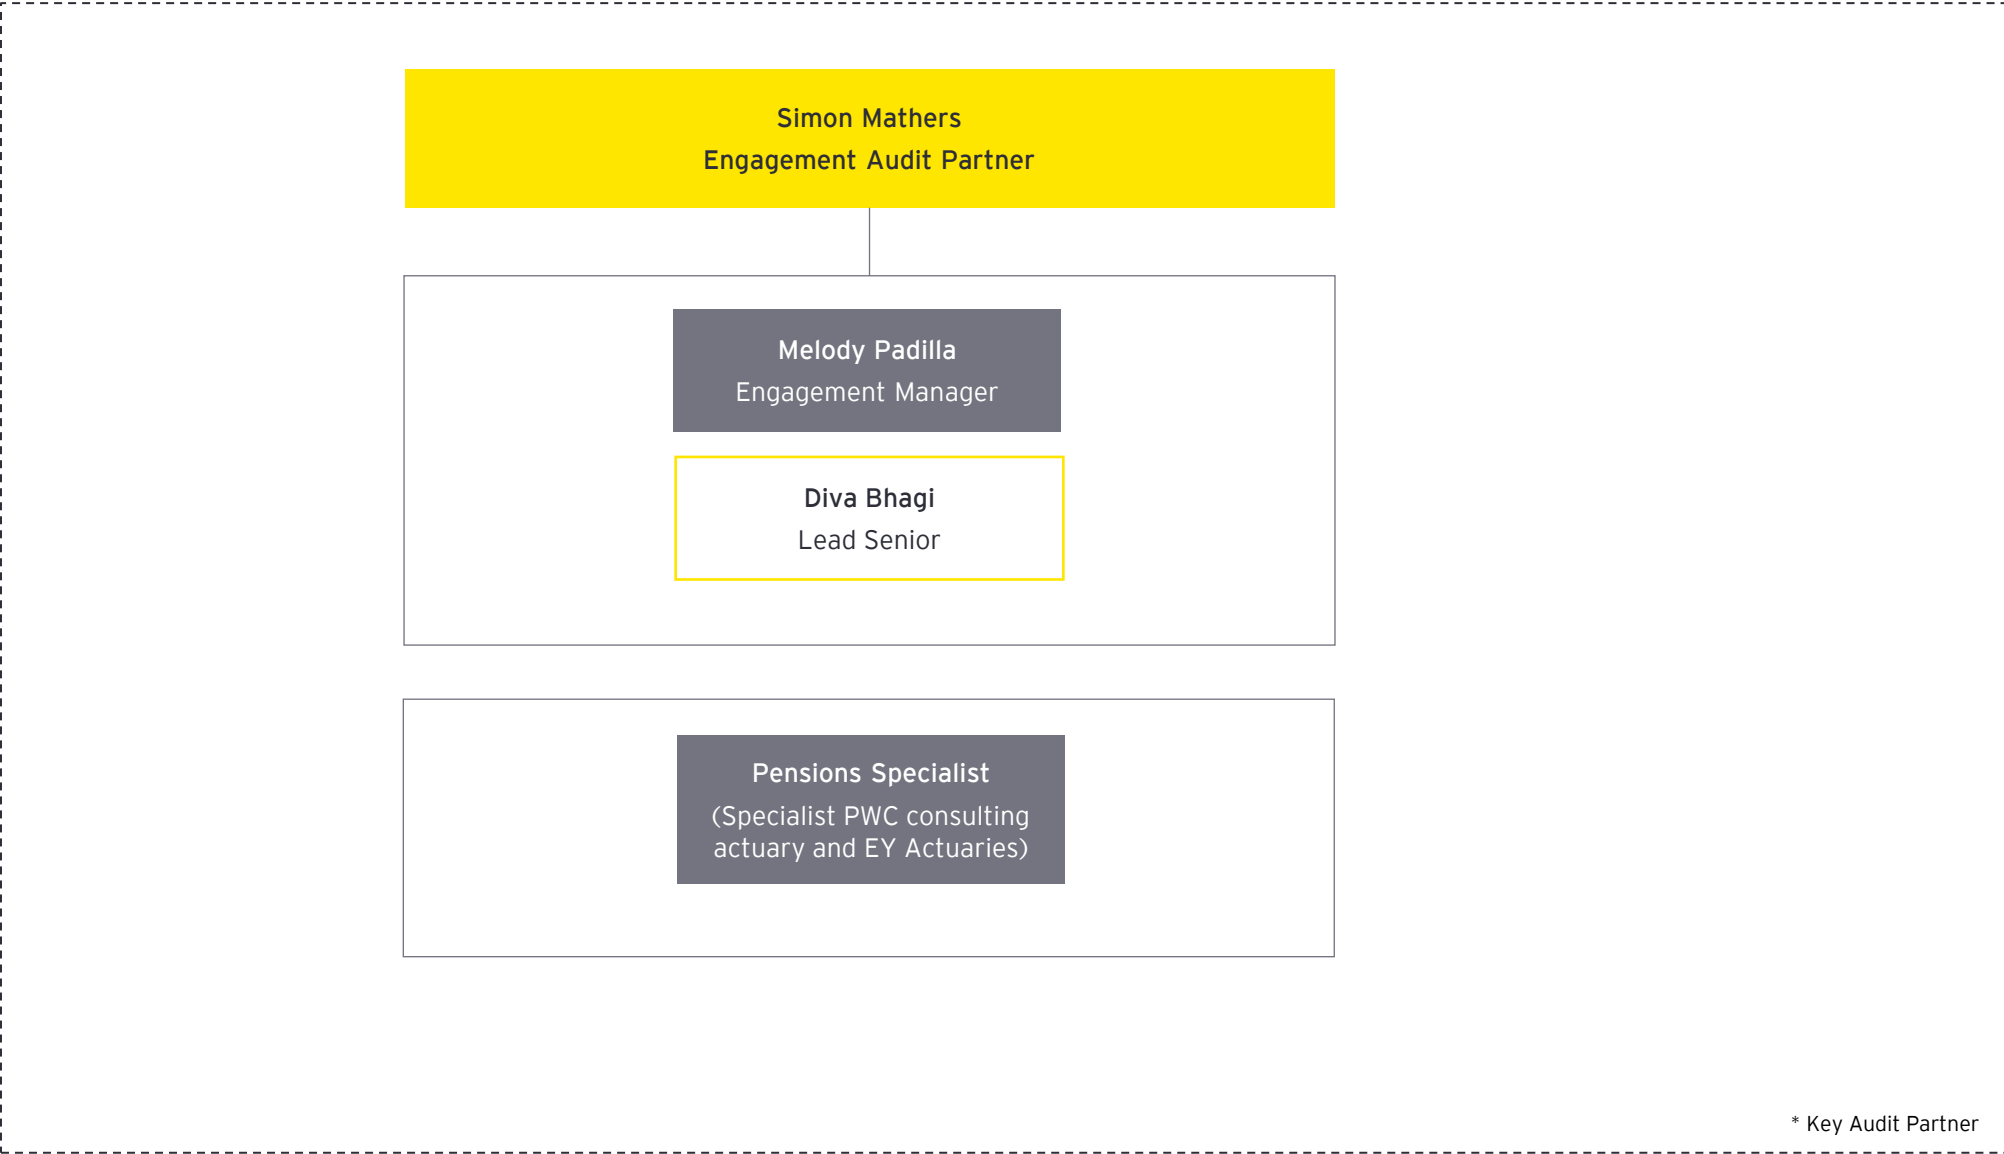 Simon Mathers
Engagement Audit Partner
Melody Padilla
Engagement Manager
Diva Bhagi
Lead Senior
Pensions Specialist
(Specialist PWC consulting
actuary and EY Actuaries)
* Key Audit Partner